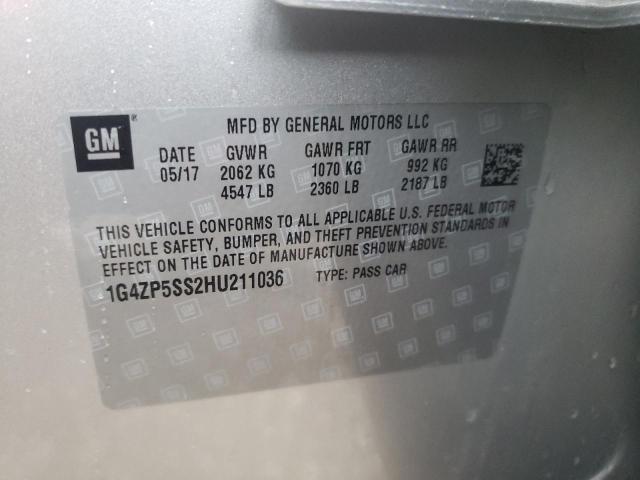 GM
MFD BY GENERAL MOTORS LLC
DATE GVWR GAWR FRT GAWR RR
05/17 2062 KG 1070 KG 992 KG
4547 LB 2360 LB 2187 LB
THIS VEHICLE CONFORMS TO ALL APPLICABLE U.S. FEDERAL MOTOR
VEHICLE SAFETY, BUMPER, AND THEFT PREVENTION STANDARDS IN
EFFECT ON THE DATE OF MANUFACTURE SHOWN ABOVE.
1G4ZP5SS2HU211036 TYPE: PASS CAR